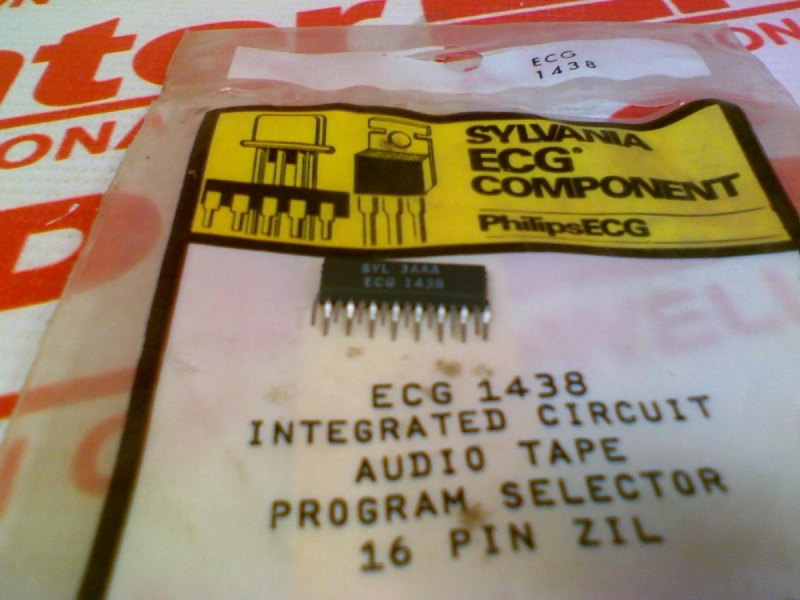 ECG
1438
SYLVANIA
ECG®
COMPONENT
PhilipsECG
SYL 3AAA
ECG 1438
ECG 1438
INTEGRATED CIRCUIT
AUDIO TAPE
PROGRAM SELECTOR
16 PIN ZIL